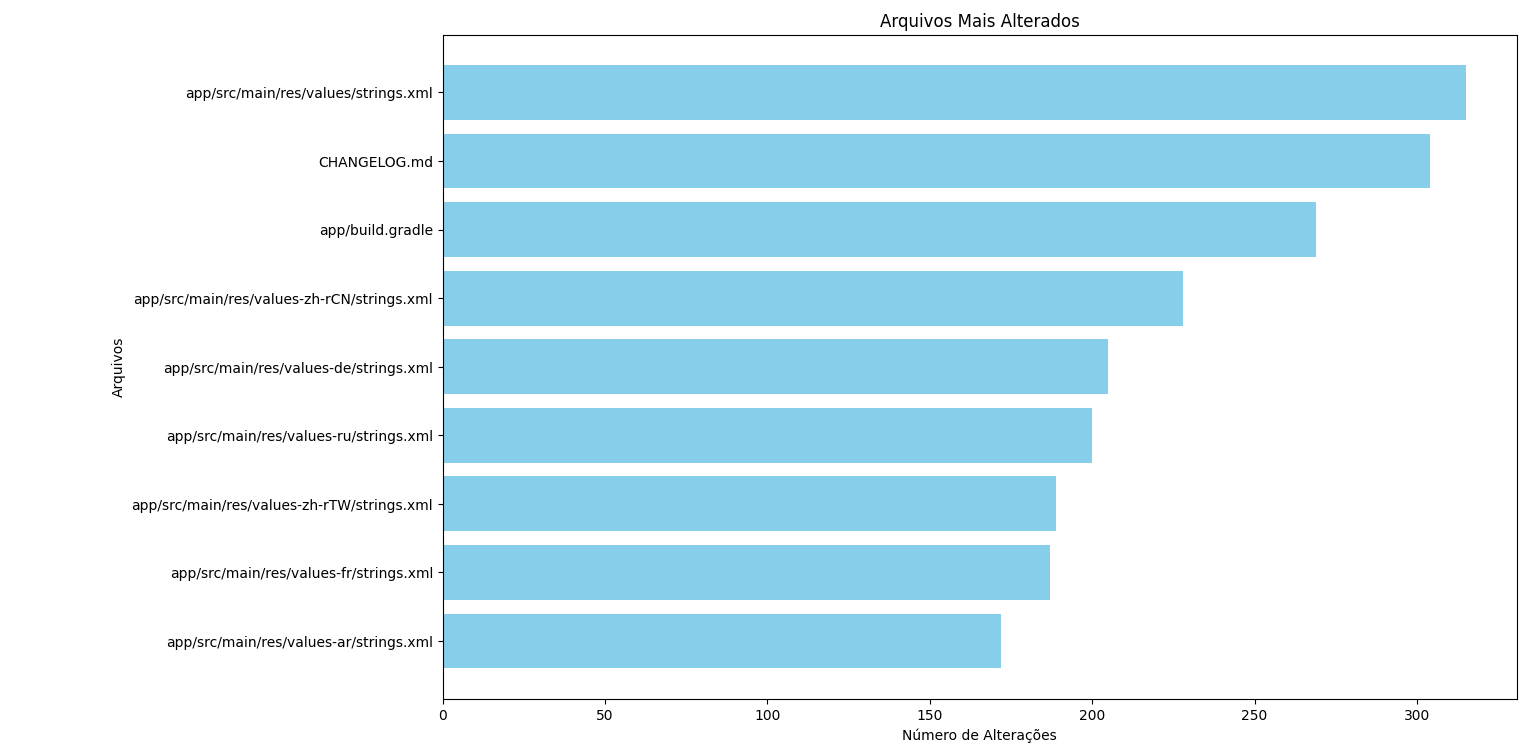 Arquivos Mais Alterados
app/src/main/res/values/strings.xml
CHANGELOG.md
app/build.gradle
app/src/main/res/values-zh-rCN/strings.xml
app/src/main/res/values-de/strings.xml
app/src/main/res/values-ru/strings.xml
app/src/main/res/values-zh-rTW/strings.xml
app/src/main/res/values-fr/strings.xml
app/src/main/res/values-ar/strings.xml
Arquivos
0 50 100 150 200 250 300
Número de Alterações